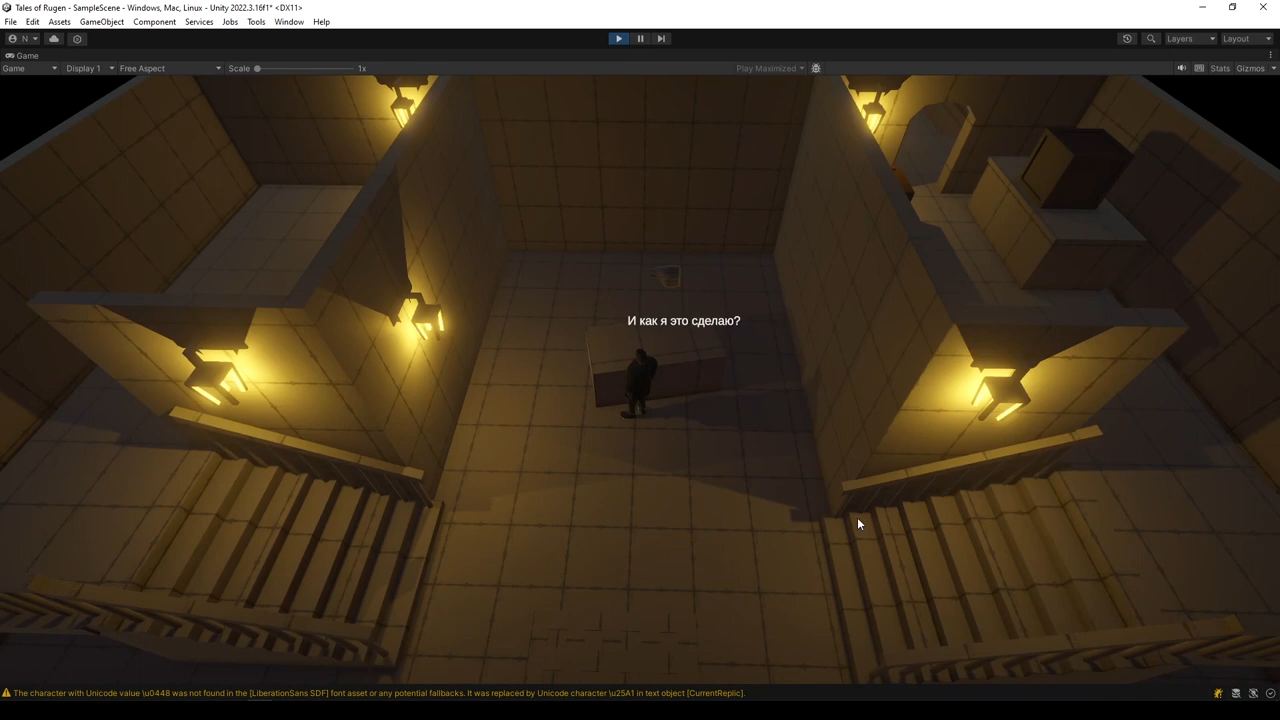 Tales of Rugen - SampleScene - Windows, Mac, Linux - Unity 2022.3.16f1* <DX11>
File Edit Assets GameObject Component Services Jobs Tools Window Help
N Layers Layout
Game
Game Display 1 Free Aspect Scale 1x Play Maximized Stats Gizmos
И как я это сделаю?
The character with Unicode value \u0448 was not found in the [LiberationSans SDF] font asset or any potential fallbacks. It was replaced by Unicode character \u25A1 in text object [CurrentReplic].